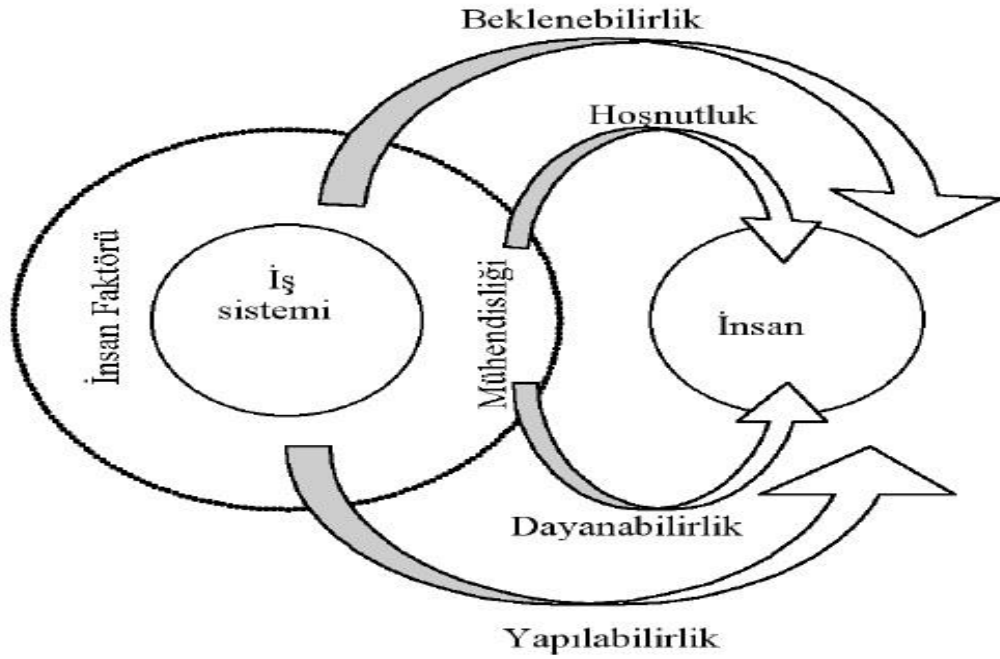 Beklenebilirlik
Hoşnutluk
İnsan Faktörü
İş
sistemi
Mühendisliği
İnsan
Dayanabilirlik
Yapılabilirlik